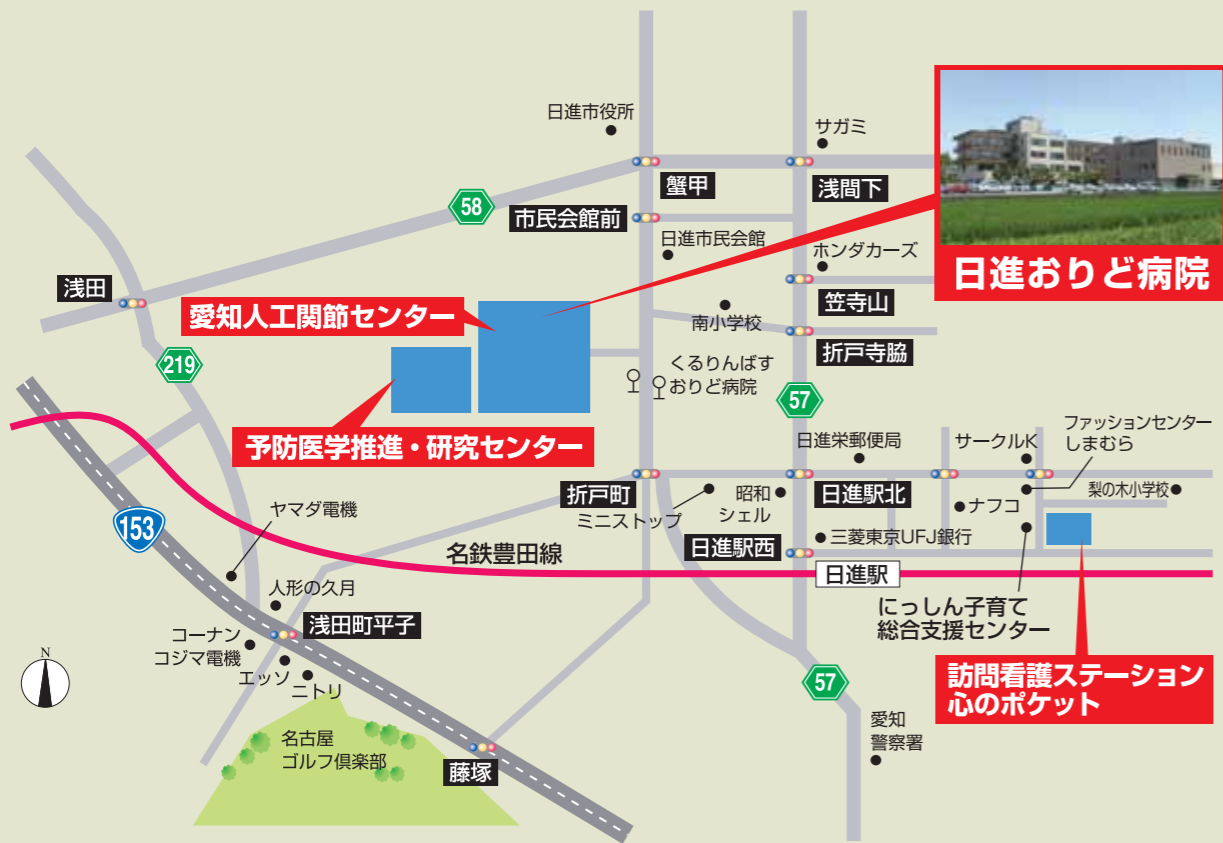 日進市役所
サガミ
蟹甲
浅間下
58
市民会館前
日進市民会館
ホンダカーズ
日進おりど病院
浅田
笠寺山
愛知人工関節センター
南小学校
折戸寺脇
219
くるりんばす
おりど病院
57
予防医学推進・研究センター
日進栄郵便局
サークルK
ファッションセンター
しまむら
折戸町
ミニストップ
昭和
シェル
日進駅北
ナフコ
梨の木小学校
153
ヤマダ電機
名鉄豊田線
日進駅西
三菱東京UFJ銀行
日進駅
人形の久月
浅田町平子
にっしん子育て
総合支援センター
コーナン
コジマ電機
エッソ
ニトリ
N
訪問看護ステーション
心のポケット
57
愛知
警察署
名古屋
ゴルフ倶楽部
藤塚